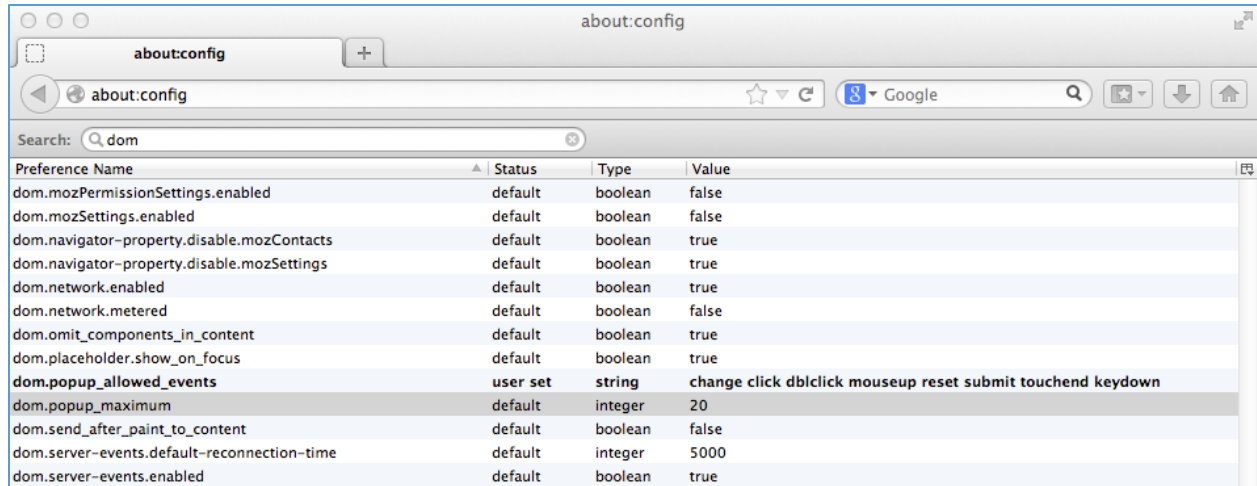 about:config
about:config
about:config
Google
Search: dom
Preference Name Status Type Value
dom.mozPermissionSettings.enabled default boolean false
dom.mozSettings.enabled default boolean false
dom.navigator-property.disable.mozContacts default boolean true
dom.navigator-property.disable.mozSettings default boolean true
dom.network.enabled default boolean true
dom.network.metered default boolean false
dom.omit_components_in_content default boolean true
dom.placeholder.show_on_focus default boolean true
dom.popup_allowed_events user set string change click dblclick mouseup reset submit touchend keydown
dom.popup_maximum default integer 20
dom.send_after_paint_to_content default boolean false
dom.server-events.default-reconnection-time default integer 5000
dom.server-events.enabled default boolean true